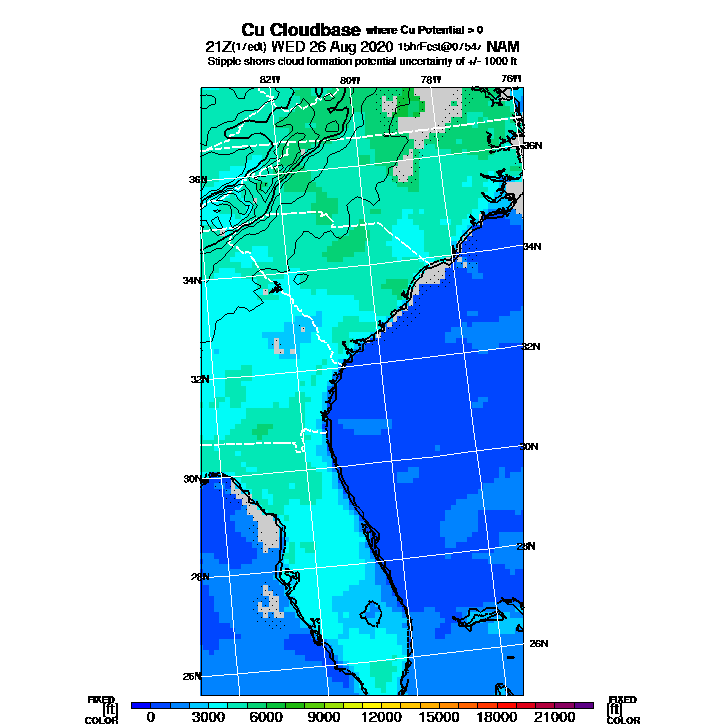 Cu Cloudbase where Cu Potential > 0
21Z(17edt) WED 26 Aug 2020 15hrFcst@0754z NAM
Stipple shows cloud formation potential uncertainty of +/- 1000 ft
82W 80W 78W 76W
36N
36N
34N
34N
32N
32N
30N
30N
28N
28N
26N
26N
FIXED FIXED
[ft] [ft]
COLOR COLOR
0 3000 6000 9000 12000 15000 18000 21000